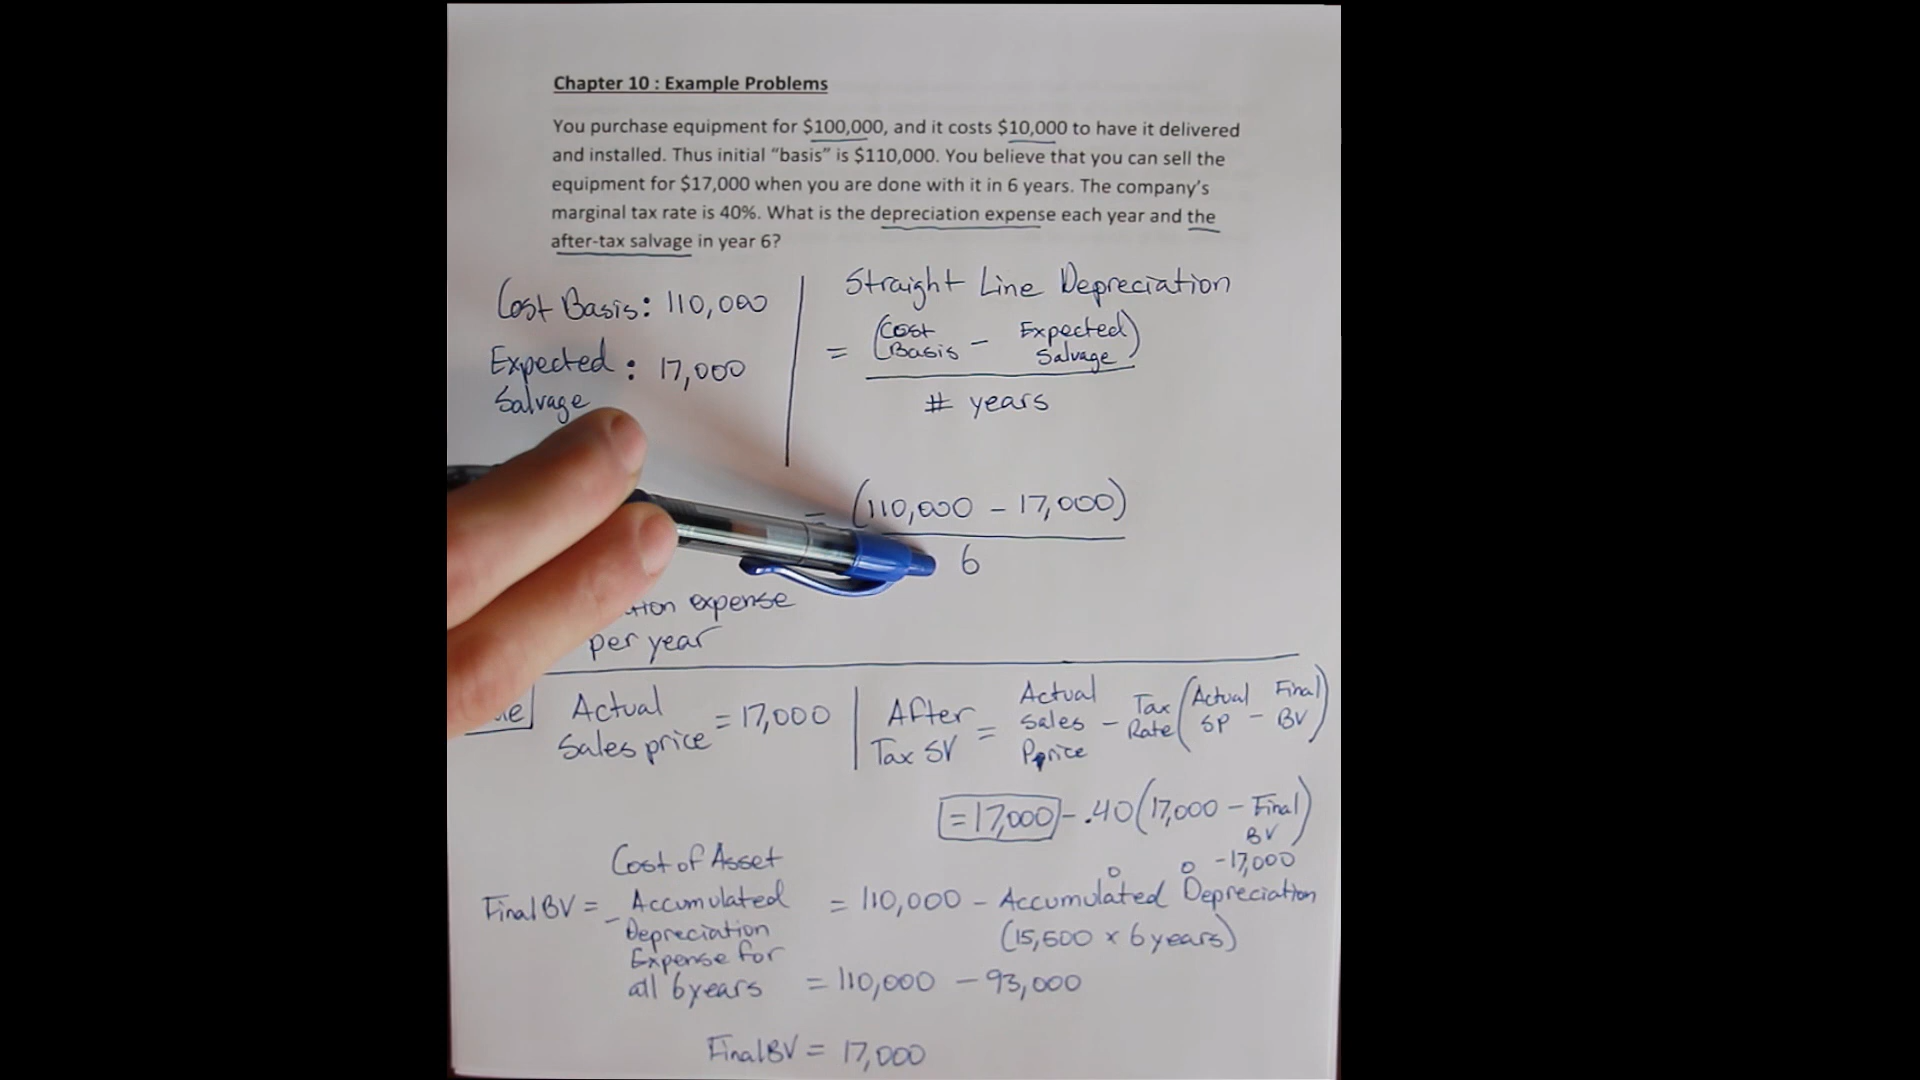 Chapter 10 : Example Problems
You purchase equipment for $100,000, and it costs $10,000 to have it delivered
and installed. Thus initial “basis” is $110,000. You believe that you can sell the
equipment for $17,000 when you are done with it in 6 years. The company’s
marginal tax rate is 40%. What is the depreciation expense each year and the
after-tax salvage in year 6?
Cost Basis: 110,000
Expected : 17,000
Salvage
Straight Line Depreciation
= (Cost Basis - Expected Salvage)
# years
= (110,000 - 17,000)
6
expense
per year
Actual Sales price = 17,000
After Tax SV = Actual Sales Price - Tax Rate (Actual SP - Final BV)
= 17,000 - .40 (17,000 - Final BV)
0 0 -17,000
Final BV = Cost of Asset - Accumulated Depreciation Expense for all 6 years
= 110,000 - Accumulated Depreciation
(15,500 x 6 years)
= 110,000 - 93,000
Final BV = 17,000